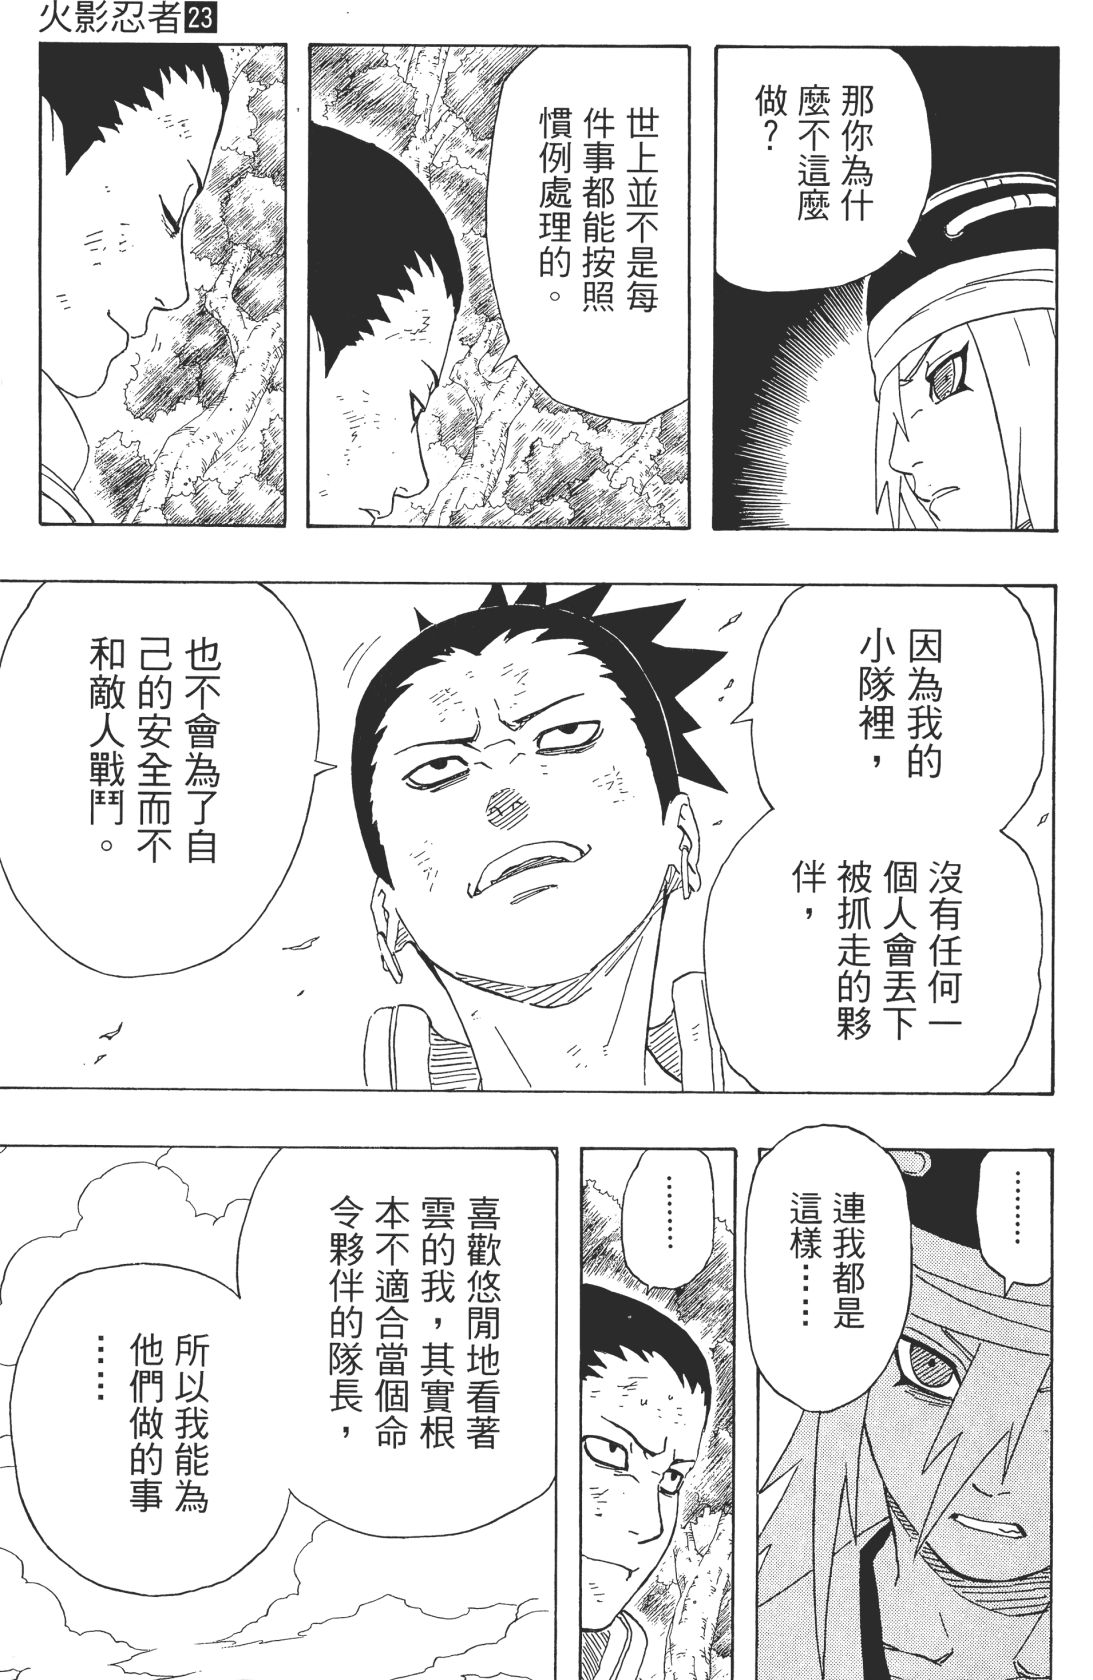 火影忍者23
那你為什
麼不這麼
做？
世上並不是每
件事都能按照
慣例處理的。
因為我的
小隊裡，
沒有任何一
個人會丟下
被抓走的夥
伴，
也不會為了自
己的安全而不
和敵人戰鬥。
………
連我都是
這樣……
………
喜歡悠閒地看著
雲的我，其實根
本不適合當個命
令夥伴的隊長，
所以我能為
他們做的事
……